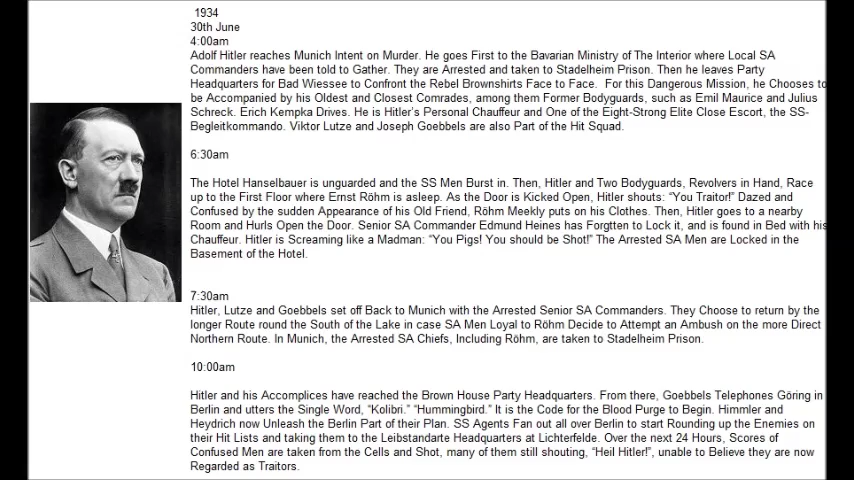 1934
30th June
4:00am
Adolf Hitler reaches Munich Intent on Murder. He goes First to the Bavarian Ministry of The Interior where Local SA
Commanders have been told to Gather. They are Arrested and taken to Stadelheim Prison. Then he leaves Party
Headquarters for Bad Wiessee to Confront the Rebel Brownshirts Face to Face.  For this Dangerous Mission, he Chooses to
be Accompanied by his Oldest and Closest Comrades, among them Former Bodyguards, such as Emil Maurice and Julius
Schreck. Erich Kempka Drives. He is Hitler's Personal Chauffeur and One of the Eight-Strong Elite Close Escort, the SS-
Begleitkommando. Viktor Lutze and Joseph Goebbels are also Part of the Hit Squad.
6:30am
The Hotel Hanselbauer is unguarded and the SS Men Burst in. Then, Hitler and Two Bodyguards, Revolvers in Hand, Race
up to the First Floor where Ernst Röhm is asleep. As the Door is Kicked Open, Hitler shouts: “You Traitor!” Dazed and
Confused by the sudden Appearance of his Old Friend, Röhm Meekly puts on his Clothes. Then, Hitler goes to a nearby
Room and Hurls Open the Door. Senior SA Commander Edmund Heines has Forgtten to Lock it, and is found in Bed with his
Chauffeur. Hitler is Screaming like a Madman: “You Pigs! You should be Shot!” The Arrested SA Men are Locked in the
Basement of the Hotel.
7:30am
Hitler, Lutze and Goebbels set off Back to Munich with the Arrested Senior SA Commanders. They Choose to return by the
longer Route round the South of the Lake in case SA Men Loyal to Röhm Decide to Attempt an Ambush on the more Direct
Northern Route. In Munich, the Arrested SA Chiefs, Including Röhm, are taken to Stadelheim Prison.
10:00am
Hitler and his Accomplices have reached the Brown House Party Headquarters. From there, Goebbels Telephones Göring in
Berlin and utters the Single Word, “Kolibri.” “Hummingbird.” It is the Code for the Blood Purge to Begin. Himmler and
Heydrich now Unleash the Berlin Part of their Plan. SS Agents Fan out all over Berlin to start Rounding up the Enemies on
their Hit Lists and taking them to the Leibstandarte Headquarters at Lichterfelde. Over the next 24 Hours, Scores of
Confused Men are taken from the Cells and Shot, many of them still shouting, “Heil Hitler!”, unable to Believe they are now
Regarded as Traitors.